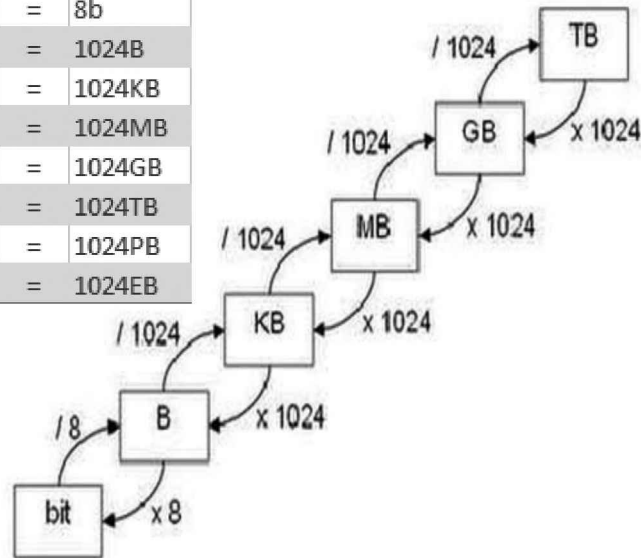 = 8b
= 1024B
= 1024KB
= 1024MB
= 1024GB
= 1024TB
= 1024PB
= 1024EB
TB
/ 1024
x 1024
GB
/ 1024
x 1024
MB
/ 1024
x 1024
KB
/ 1024
x 1024
B
/ 8
x 8
bit